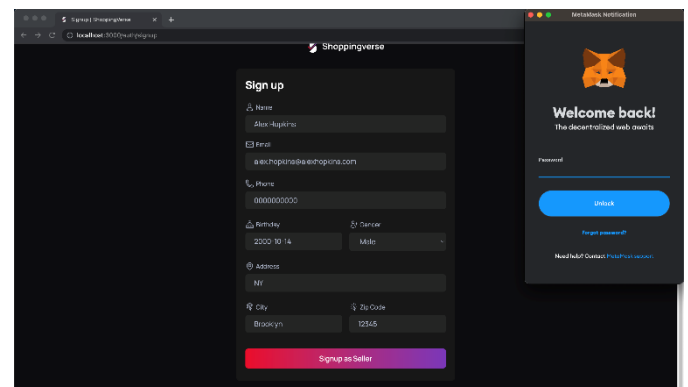 Signup | Shoppingverse
localhost:3000/auth/signup
Shoppingverse
Sign up
Name
Alex Hopkins
Email
alex.hopkins@alexhopkins.com
Phone
0000000000
Birthday
Gender
2000-10-14
Male
Address
NY
City
Zip Code
Brooklyn
12345
Signup as Seller
MetaMask Notification
Welcome back!
The decentralized web awaits
Password
Unlock
Forgot password?
Need help? Contact MetaMask support